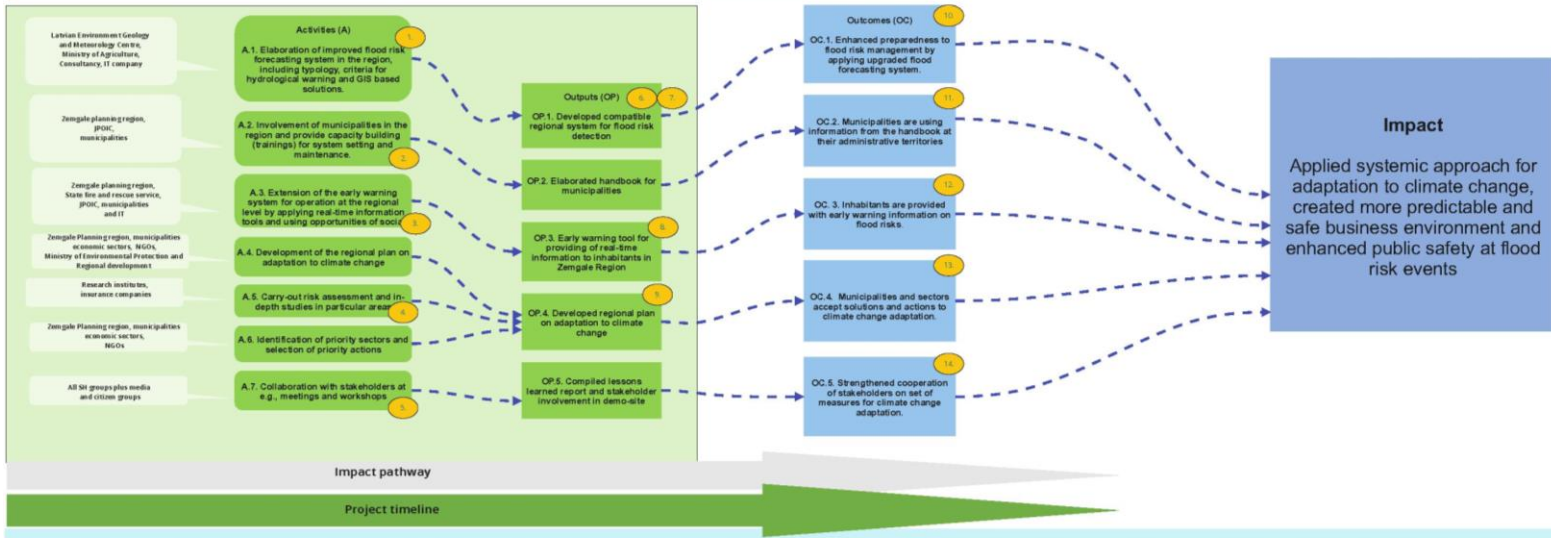 Latvian Environment Geology
and Meteorology Centre,
Ministry of Agriculture,
Consultancy, IT company
Zemgale planning region,
JPOIC,
municipalities
Zemgale planning region,
State fire and rescue service,
JPOIC, municipalities
and IT
Zemgale Planning region, municipalities
economic sectors, NGOs,
Ministry of Environmental Protection and
Regional development
Research institutes,
insurance companies
Zemgale Planning region, municipalities
economic sectors,
NGOs
All SH groups plus media
and citizen groups
Activities (A)
1.
A.1. Elaboration of improved flood risk
forecasting system in the region,
including typology, criteria for
hydrological warning and GIS based
solutions.
A.2. Involvement of municipalities in the
region and provide capacity building
(trainings) for system setting and
maintenance.
2.
A.3. Extension of the early warning
system for operation at the regional
level by applying real-time information
tools and using opportunities of social
3.
A.4. Development of the regional plan on
adaptation to climate change
A.5. Carry-out risk assessment and in-
depth studies in particular areas
4.
A.6. Identification of priority sectors and
selection of priority actions
A.7. Collaboration with stakeholders at
e.g., meetings and workshops
5.
Outputs (OP)
6.
7.
OP.1. Developed compatible
regional system for flood risk
detection
OP.2. Elaborated handbook for
municipalities
8.
OP.3. Early warning tool for
providing of real-time
information to inhabitants in
Zemgale Region
9.
OP.4. Developed regional plan
on adaptation to climate
change
OP.5. Compiled lessons
learned report and stakeholder
involvement in demo-site
Outcomes (OC)
10.
OC.1. Enhanced preparedness to
flood risk management by
applying upgraded flood
forecasting system.
11.
OC.2. Municipalities are using
information from the handbook at
their administrative territories
12.
OC. 3. Inhabitants are provided
with early warning information on
flood risks.
13.
OC.4. Municipalities and sectors
accept solutions and actions to
climate change adaptation.
14.
OC.5. Strengthened cooperation
of stakeholders on set of
measures for climate change
adaptation.
Impact
Applied systemic approach for
adaptation to climate change,
created more predictable and
safe business environment and
enhanced public safety at flood
risk events
Impact pathway
Project timeline